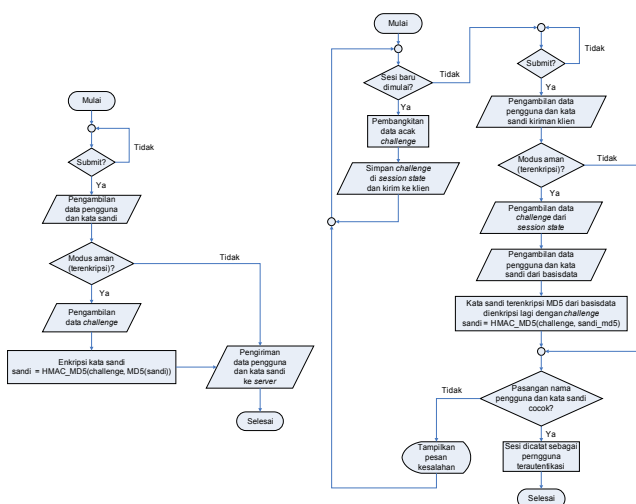 Mulai
Submit?
Tidak
Ya
Pengambilan
data pengguna
dan kata sandi
Modus aman
(terenkripsi)?
Tidak
Ya
Pengambilan
data challenge
Enkripsi kata sandi
sandi = HMAC_MD5(challenge, MD5(sandi))
Pengiriman
data pengguna
dan kata sandi
ke server
Selesai
Mulai
Sesi baru
dimulai?
Tidak
Ya
Pembangkitan
data acak
challenge
Simpan challenge
di session state
dan kirim ke klien
Tidak
Submit?
Ya
Pengambilan data
pengguna dan kata
sandi kiriman klien
Modus aman
(terenkripsi)?
Tidak
Ya
Pengambilan data
challenge dari
session state
Pengambilan data
pengguna dan kata
sandi dari basisdata
Kata sandi terenkripsi MD5 dari basisdata
dienkripsi lagi dengan challenge
sandi = HMAC_MD5(challenge, sandi_md5)
Pasangan nama
pengguna dan kata sandi
cocok?
Tidak
Ya
Tampilkan
pesan
kesalahan
Sesi dicatat sebagai
perngguna
terautentikasi
Selesai